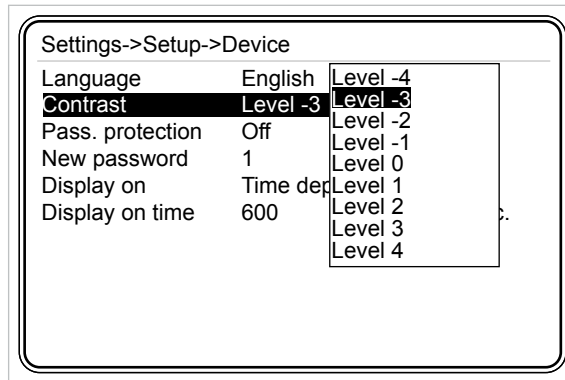 Settings->Setup->Device
Language English
Contrast Level -3
Pass. protection Off
New password 1
Display on Time dep
Display on time 600 c.
Level -4
Level -3
Level -2
Level -1
Level 0
Level 1
Level 2
Level 3
Level 4